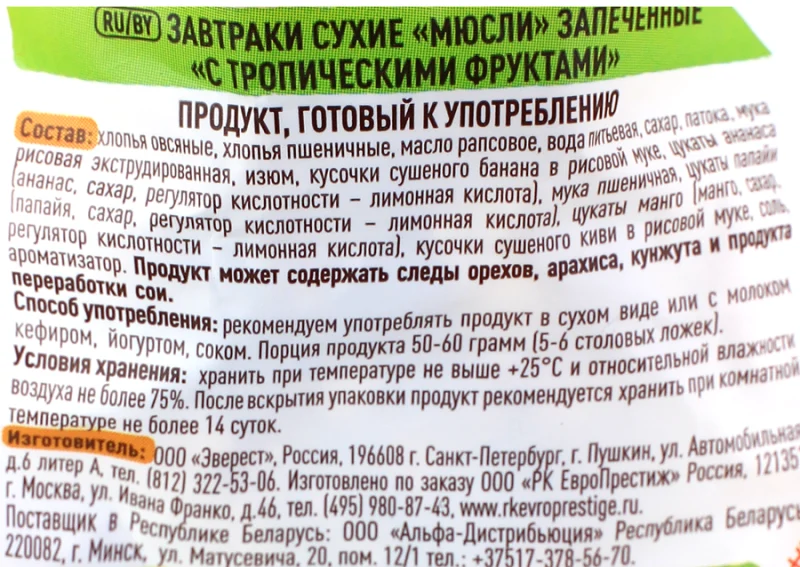 RU/BY ЗАВТРАКИ СУХИЕ «МЮСЛИ» ЗАПЕЧЕННЫЕ
«С ТРОПИЧЕСКИМИ ФРУКТАМИ»
ПРОДУКТ, ГОТОВЫЙ К УПОТРЕБЛЕНИЮ
Состав: хлопья овсяные, хлопья пшеничные, масло рапсовое, вода питьевая, сахар, патока, мука
рисовая экструдированная, изюм, кусочки сушеного банана в рисовой муке, цукаты ананаса
(ананас, сахар, регулятор кислотности – лимонная кислота), мука пшеничная, цукаты папайи
(папайя, сахар, регулятор кислотности – лимонная кислота), цукаты манго (манго, сахар,
регулятор кислотности – лимонная кислота), кусочки сушеного киви в рисовой муке, соль,
ароматизатор. Продукт может содержать следы орехов, арахиса, кунжута и продукта
переработки сои.
Способ употребления: рекомендуем употреблять продукт в сухом виде или с молоком
кефиром, йогуртом, соком. Порция продукта 50-60 грамм (5-6 столовых ложек).
Условия хранения: хранить при температуре не выше +25°С и относительной влажности
воздуха не более 75%. После вскрытия упаковки продукт рекомендуется хранить при комнатной
температуре не более 14 суток.
Изготовитель: ООО «Эверест», Россия, 196608 г. Санкт-Петербург, г. Пушкин, ул. Автомобильная
д.6 литер А, тел. (812) 322-53-06. Изготовлено по заказу ООО «РК ЕвроПрестиж» Россия, 121351
г. Москва, ул. Ивана Франко, д.46, тел. (495) 980-87-43, www.rkevroprestige.ru.
Поставщик в Республике Беларусь: ООО «Альфа-Дистрибьюция» Республика Беларусь
220082, г. Минск, ул. Матусевича, 20, пом. 12/1 тел.: +37517-378-56-70.